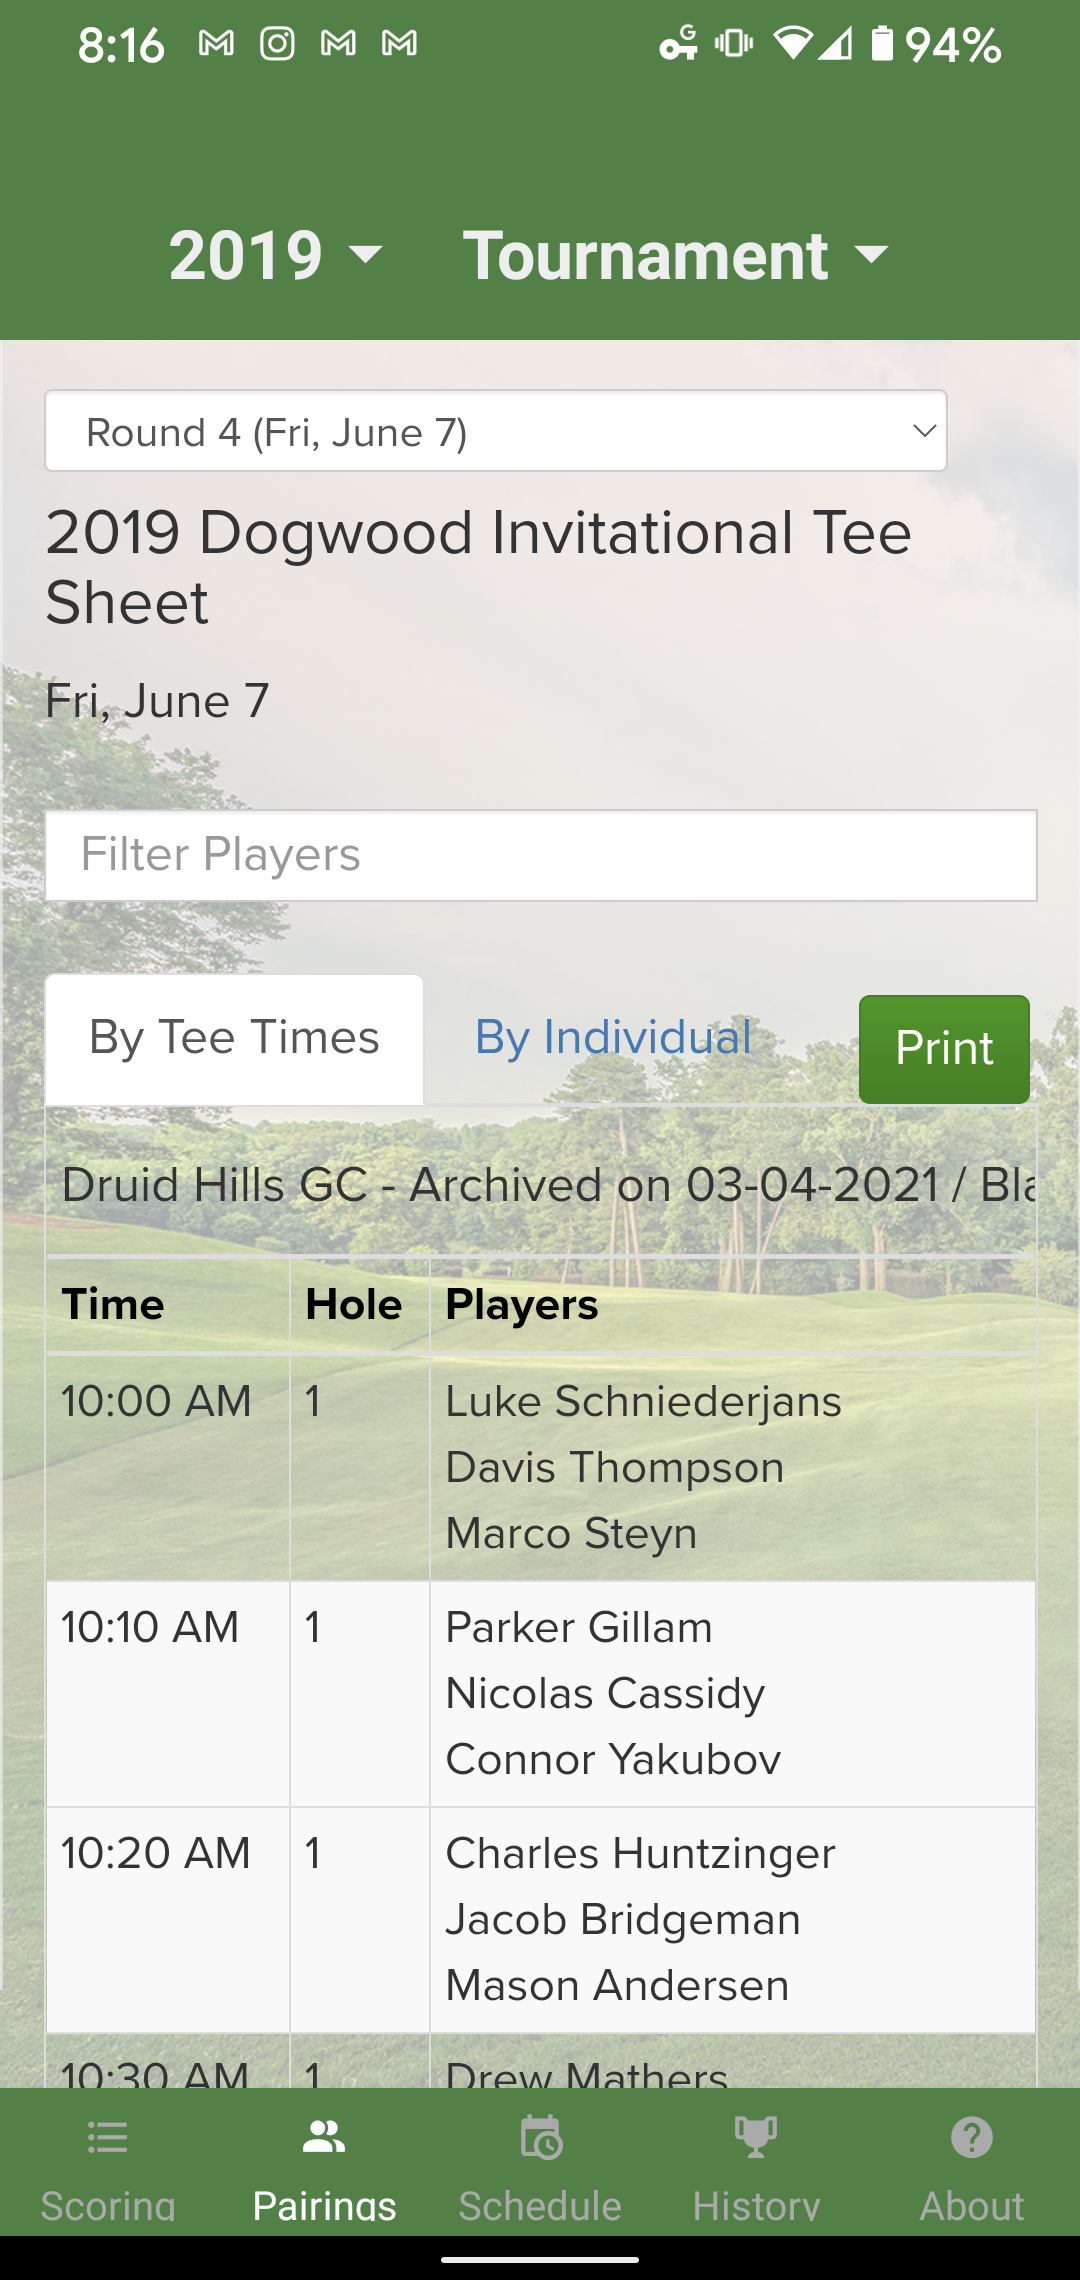 8:16
G
94%
2019
Tournament
Round 4 (Fri, June 7)
2019 Dogwood Invitational Tee
Sheet
Fri, June 7
Filter Players
By Tee Times
By Individual
Print
Druid Hills GC - Archived on 03-04-2021 / Bla
Time Hole Players
10:00 AM 1 Luke Schniederjans
Davis Thompson
Marco Steyn
10:10 AM 1 Parker Gillam
Nicolas Cassidy
Connor Yakubov
10:20 AM 1 Charles Huntzinger
Jacob Bridgeman
Mason Andersen
10:30 AM 1 Drew Mathers
Scoring Pairings Schedule History About